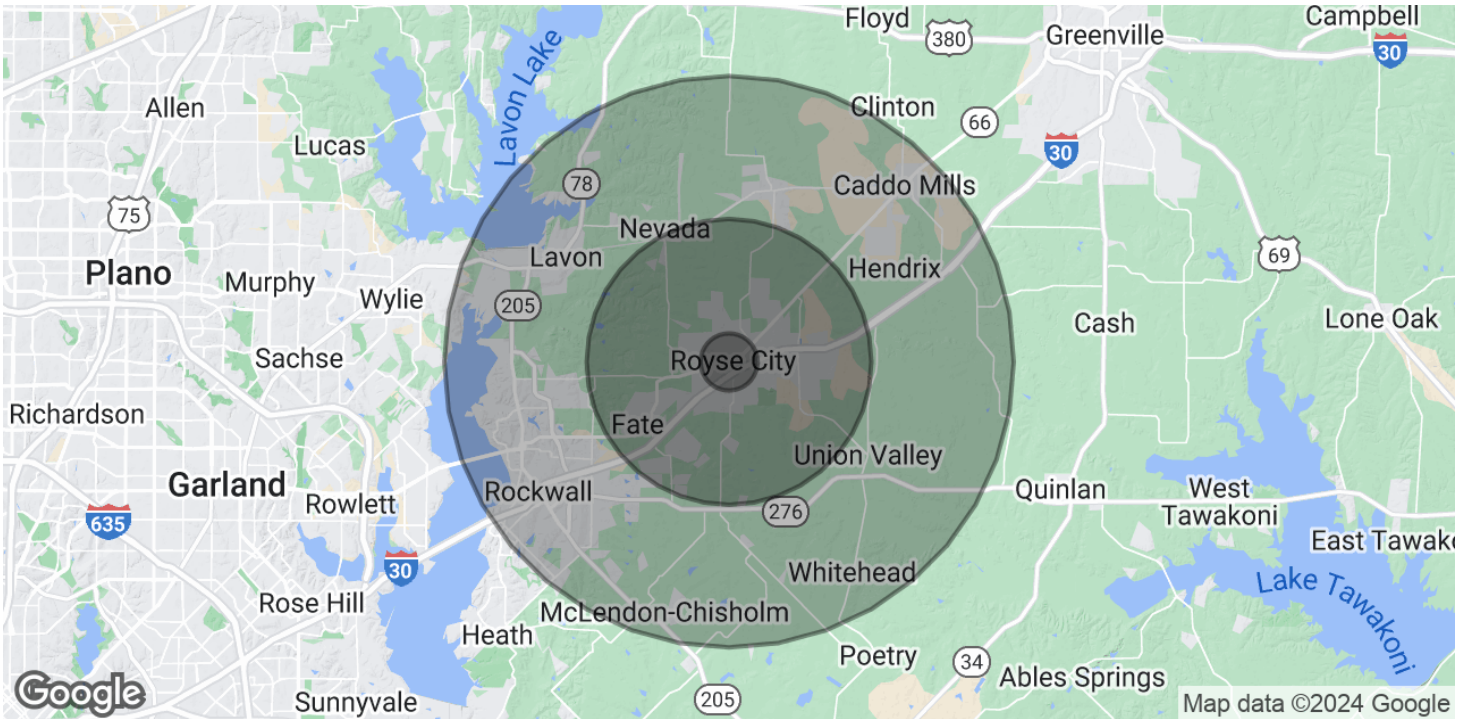 Floyd
Campbell
380
Greenville
30
Allen
Lavon Lake
Clinton
66
Lucas
30
78
Caddo Mills
75
Nevada
Lavon
69
Plano
Murphy
Hendrix
Wylie
205
Cash
Lone Oak
Sachse
Royse City
Richardson
Fate
Union Valley
Garland
Rockwall
Quinlan
West
Tawakoni
Rowlett
276
635
East Tawak
30
Whitehead
Lake Tawakoni
Rose Hill
McLendon-Chisholm
Heath
Poetry
34
Ables Springs
Google
Sunnyvale
205
Map data ©2024 Google